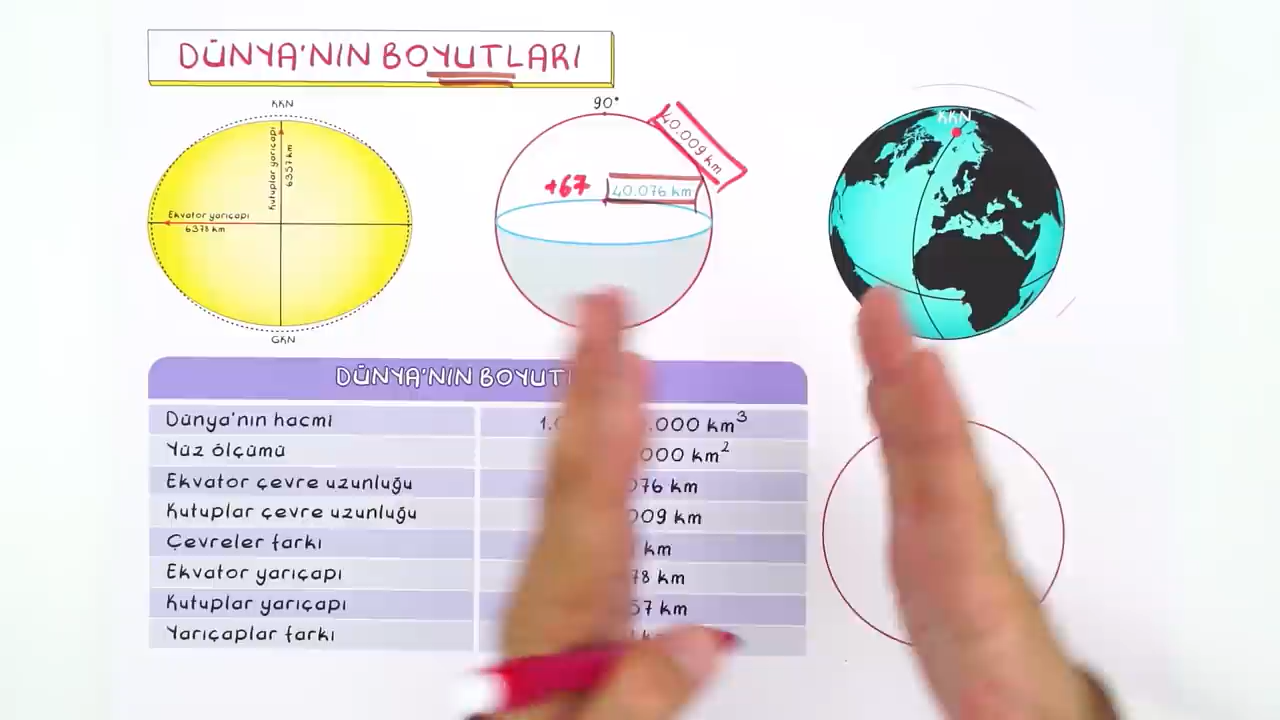 DÜNYA'NIN BOYUTLARI
KKN
Kutuplar yarıçapı
6357 km
Ekvator yarıçapı
6378 km
GKN
90°
40.009 km
+67
40.076 km
KKN
DÜNYA'NIN
Dünya'nın hacmi
.000 km³
Yüz ölçümü
000 km²
Ekvator çevre uzunluğu
076 km
Kutuplar çevre uzunluğu
009 km
Çevreler farkı
km
Ekvator yarıçapı
78 km
Kutuplar yarıçapı
57 km
Yarıçaplar farkı